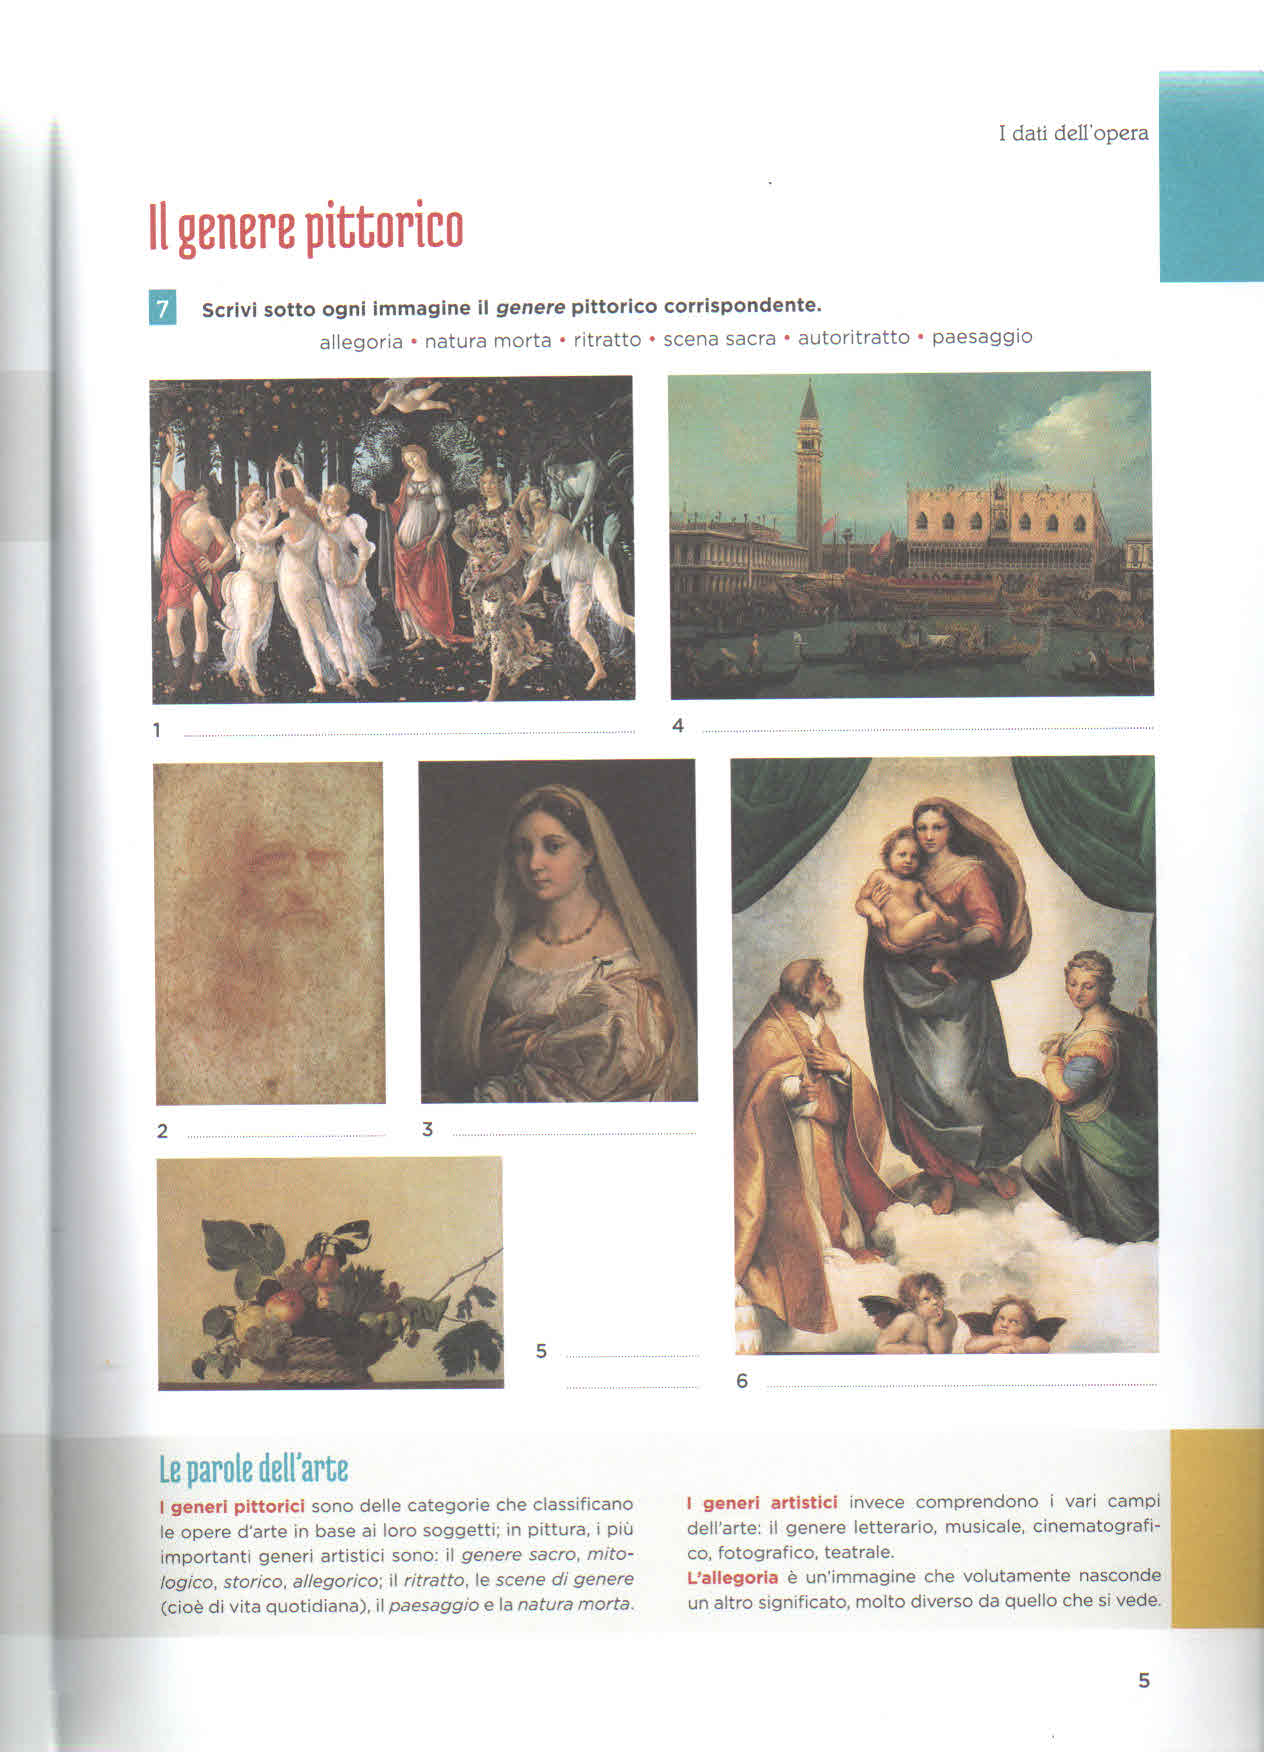 I dati dell'opera
Il genere pittorico
7 Scrivi sotto ogni immagine il genere pittorico corrispondente.
allegoria • natura morta • ritratto • scena sacra • autoritratto • paesaggio
1
4
2
3
5
6
Le parole dell'arte
I generi pittorici sono delle categorie che classificano
le opere d'arte in base ai loro soggetti; in pittura, i più
importanti generi artistici sono: il genere sacro, mito-
logico, storico, allegorico; il ritratto, le scene di genere
(cioè di vita quotidiana), il paesaggio e la natura morta.
I generi artistici invece comprendono i vari campi
dell'arte: il genere letterario, musicale, cinematografi-
co, fotografico, teatrale.
L'allegoria è un'immagine che volutamente nasconde
un altro significato, molto diverso da quello che si vede.
5